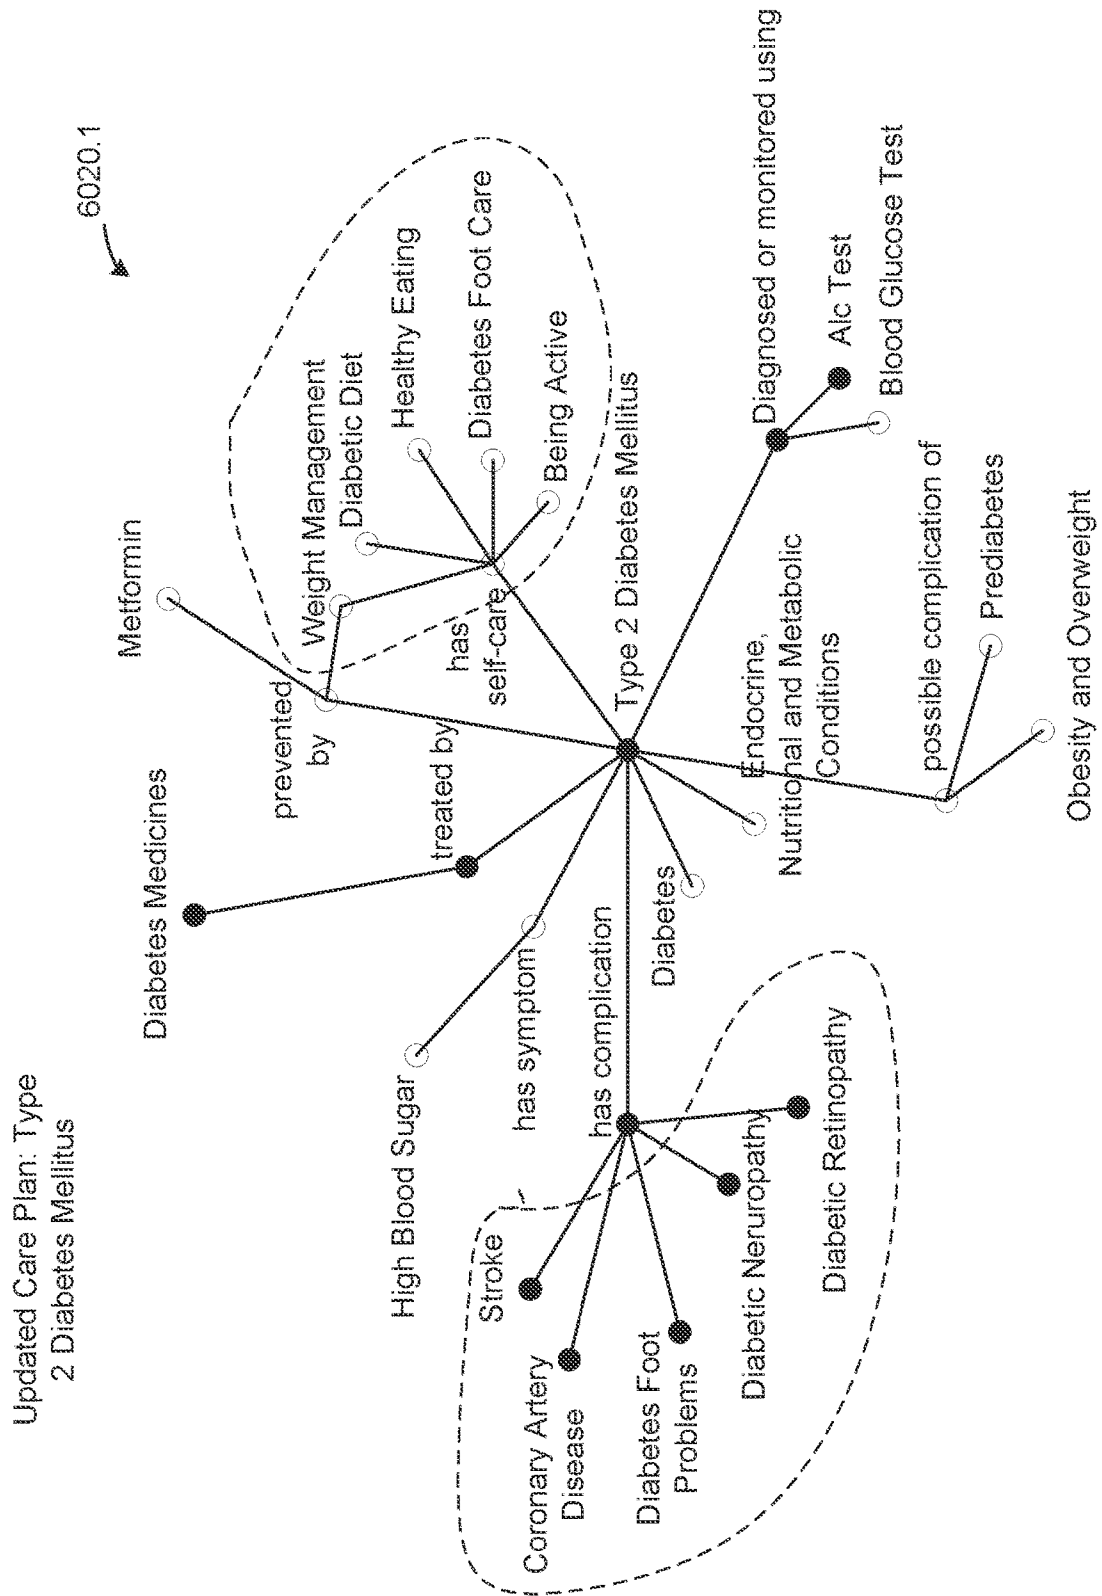 Updated Care Plan: Type
2 Diabetes Mellitus
6020.1
Diabetes Medicines
Metformin
prevented
by
Weight Management
Diabetic Diet
Healthy Eating
Diabetes Foot Care
Being Active
has
self-care
treated by
High Blood Sugar
has symptom
Stroke
has complication
Type 2 Diabetes Mellitus
Coronary Artery
Disease
Diabetes Foot
Problems
Diabetic Neruropathy
Diabetic Retinopathy
Diabetes
Endocrine,
Nutritional and Metabolic
Conditions
Diagnosed or monitored using
Alc Test
Blood Glucose Test
possible complication of
Prediabetes
Obesity and Overweight